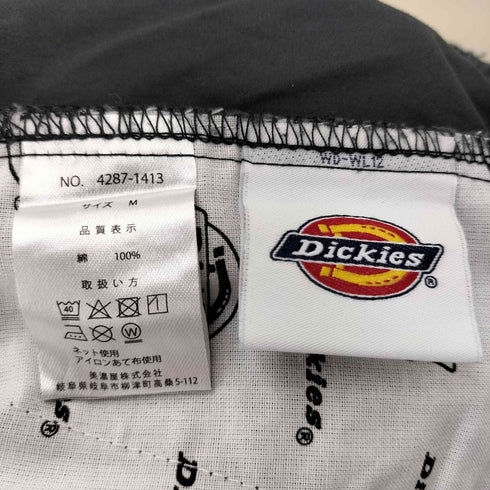 NO. 4287-1413
サイズ M
品質表示
綿 100%
取扱い方
40
W
ネット使用
アイロンあて布使用
美濃屋株式会社
岐阜県岐阜市柳津町高桑5-112
WD-WL12
Dickies®
Dickies®